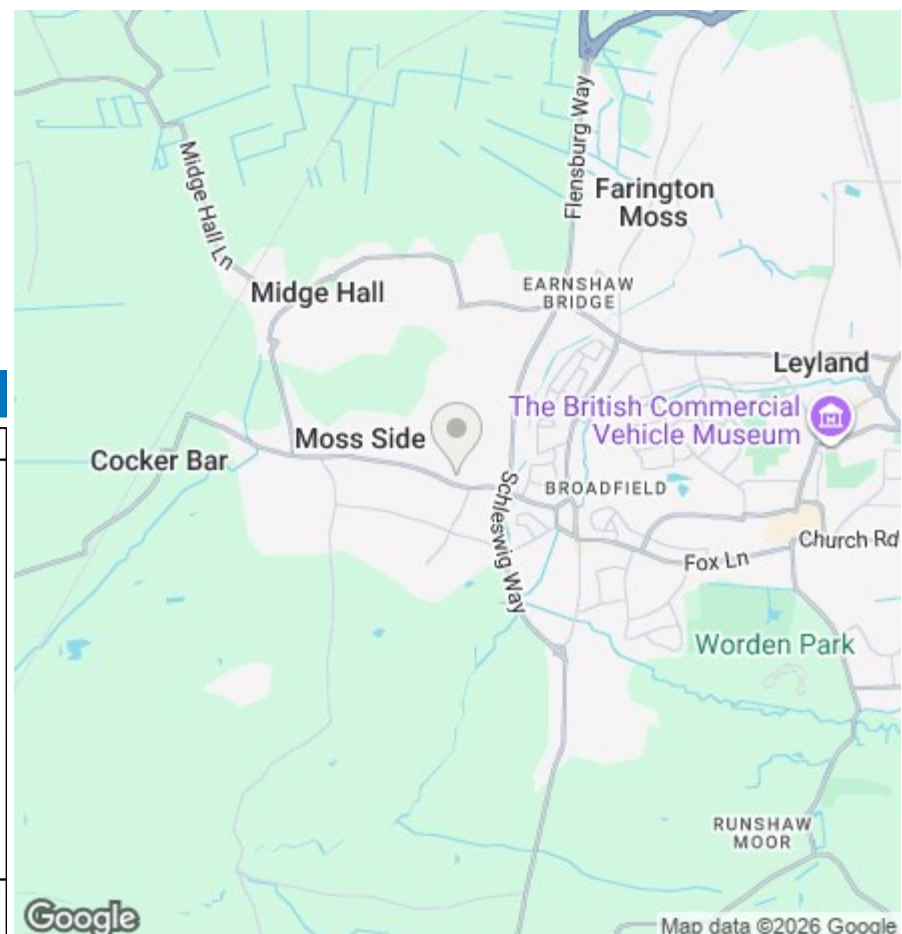 Flensburg Way
Farington
Moss
Midge Hall Ln
Midge Hall
EARNSHAW
BRIDGE
Leyland
The British Commercial
Vehicle Museum
Moss Side
Cocker Bar
Schleswig Way
BROADFIELD
Church Rd
Fox Ln
Worden Park
RUNSHAW
MOOR
Google
Map data ©2026 Google